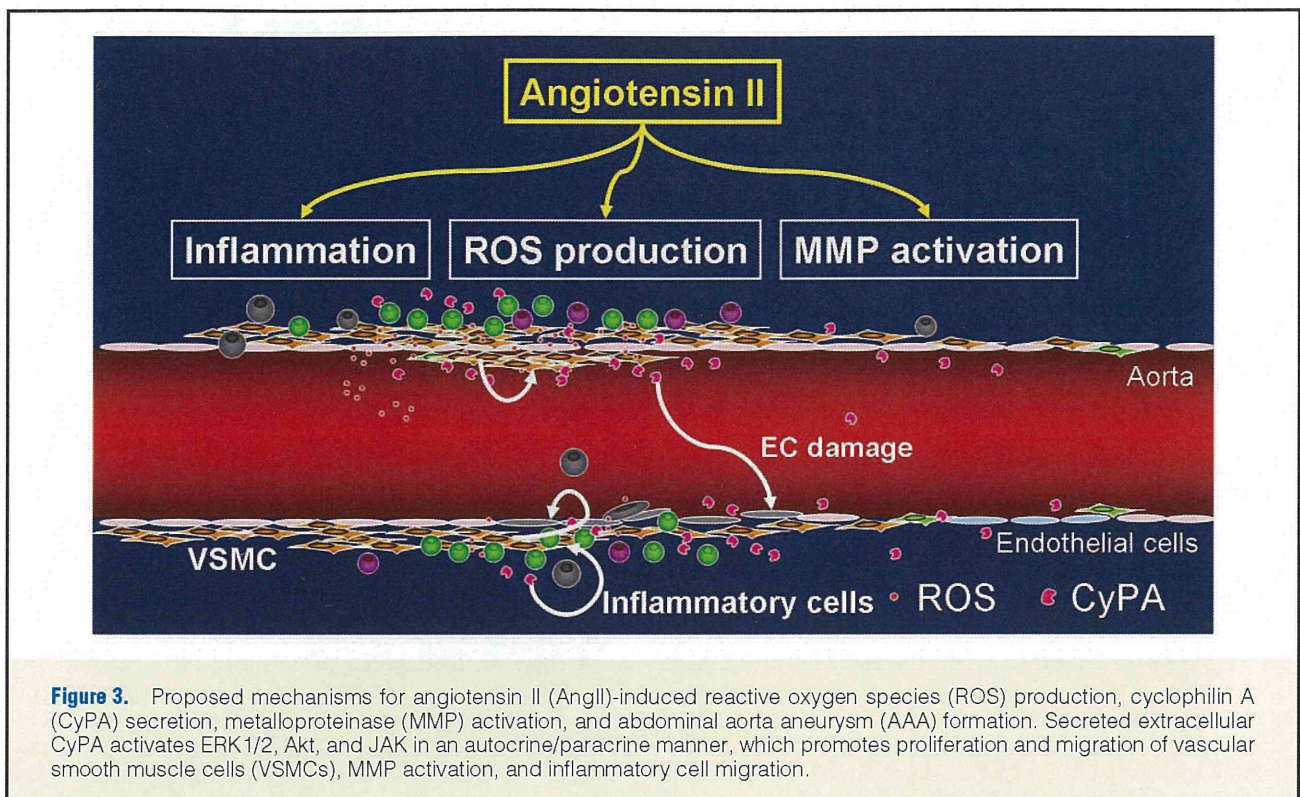 Angiotensin II
Inflammation
ROS production
MMP activation
Aorta
EC damage
VSMC
Endothelial cells
Inflammatory cells
ROS
CyPA
Figure 3. Proposed mechanisms for angiotensin II (AngII)-induced reactive oxygen species (ROS) production, cyclophilin A
(CyPA) secretion, metalloproteinase (MMP) activation, and abdominal aorta aneurysm (AAA) formation. Secreted extracellular
CyPA activates ERK1/2, Akt, and JAK in an autocrine/paracrine manner, which promotes proliferation and migration of vascular
smooth muscle cells (VSMCs), MMP activation, and inflammatory cell migration.